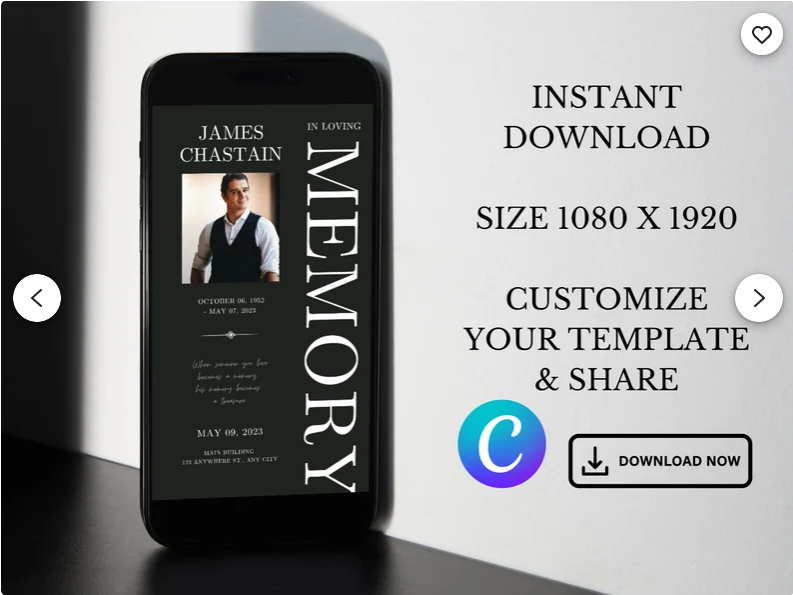 JAMES
CHASTAIN
IN LOVING
MEMORY
OCTOBER 06, 1952
- MAY 07, 2023
When someone you love
becomes a memory,
his memory becomes
a treasure.
MAY 09, 2023
MAIN BUILDING
123 ANYWHERE ST., ANY CITY
INSTANT
DOWNLOAD
SIZE 1080 X 1920
CUSTOMIZE
YOUR TEMPLATE
& SHARE
C
DOWNLOAD NOW